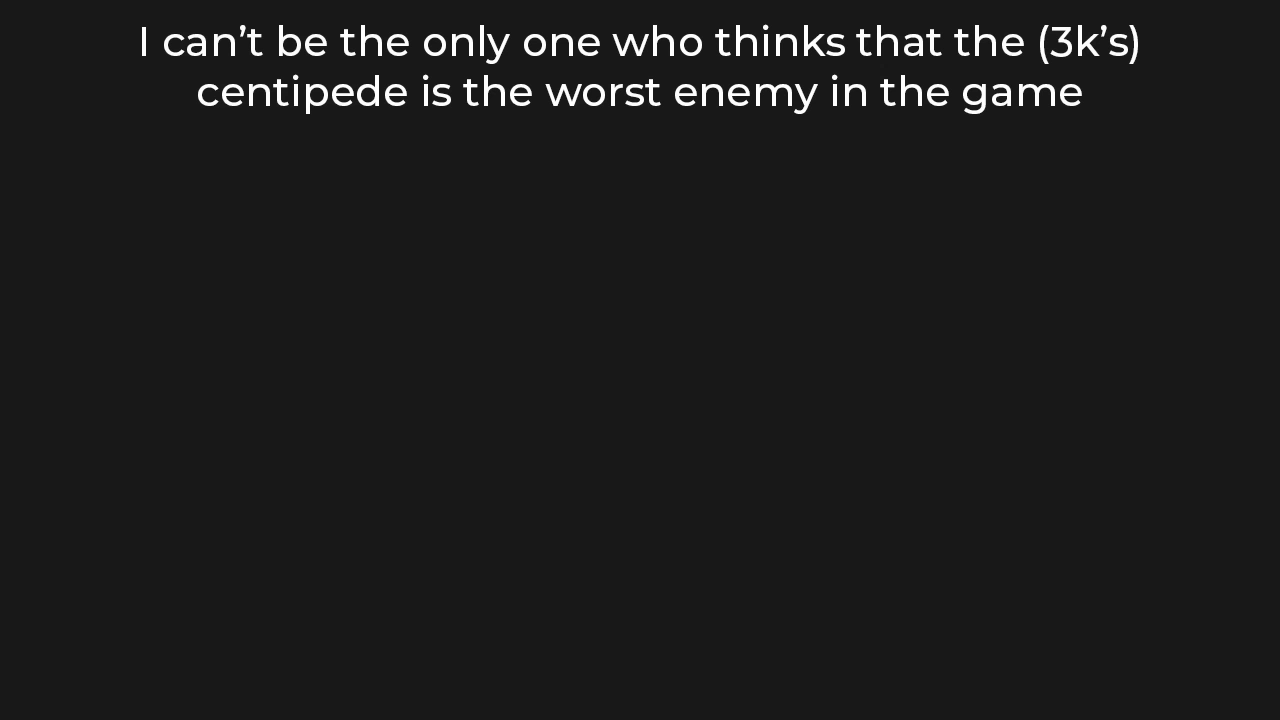 I can’t be the only one who thinks that the (3k’s)
centipede is the worst enemy in the game